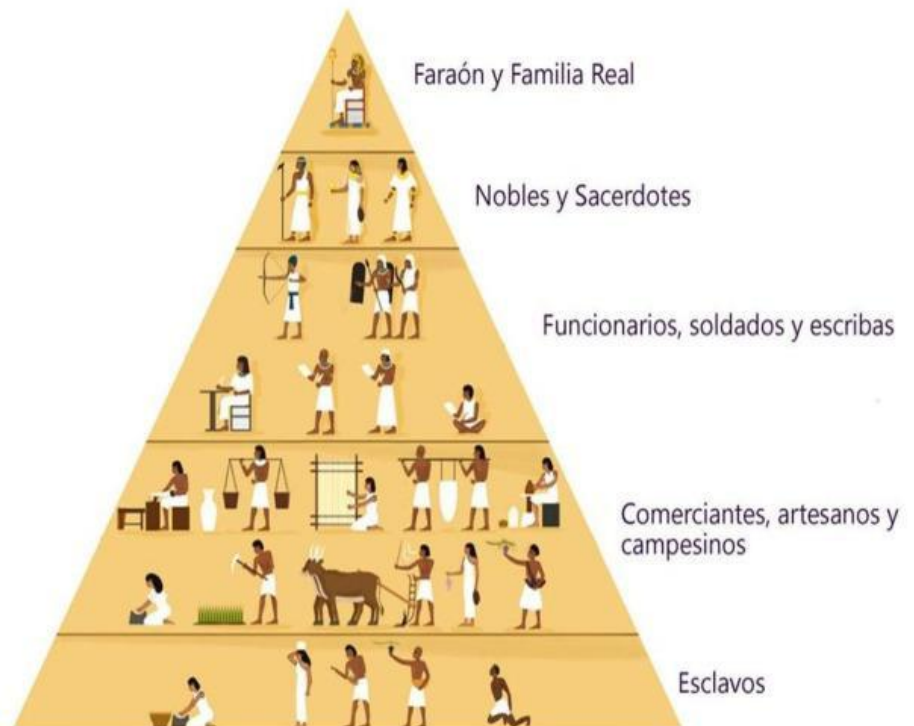 Faraón y Familia Real
Nobles y Sacerdotes
Funcionarios, soldados y escribas
Comerciantes, artesanos y
campesinos
Esclavos